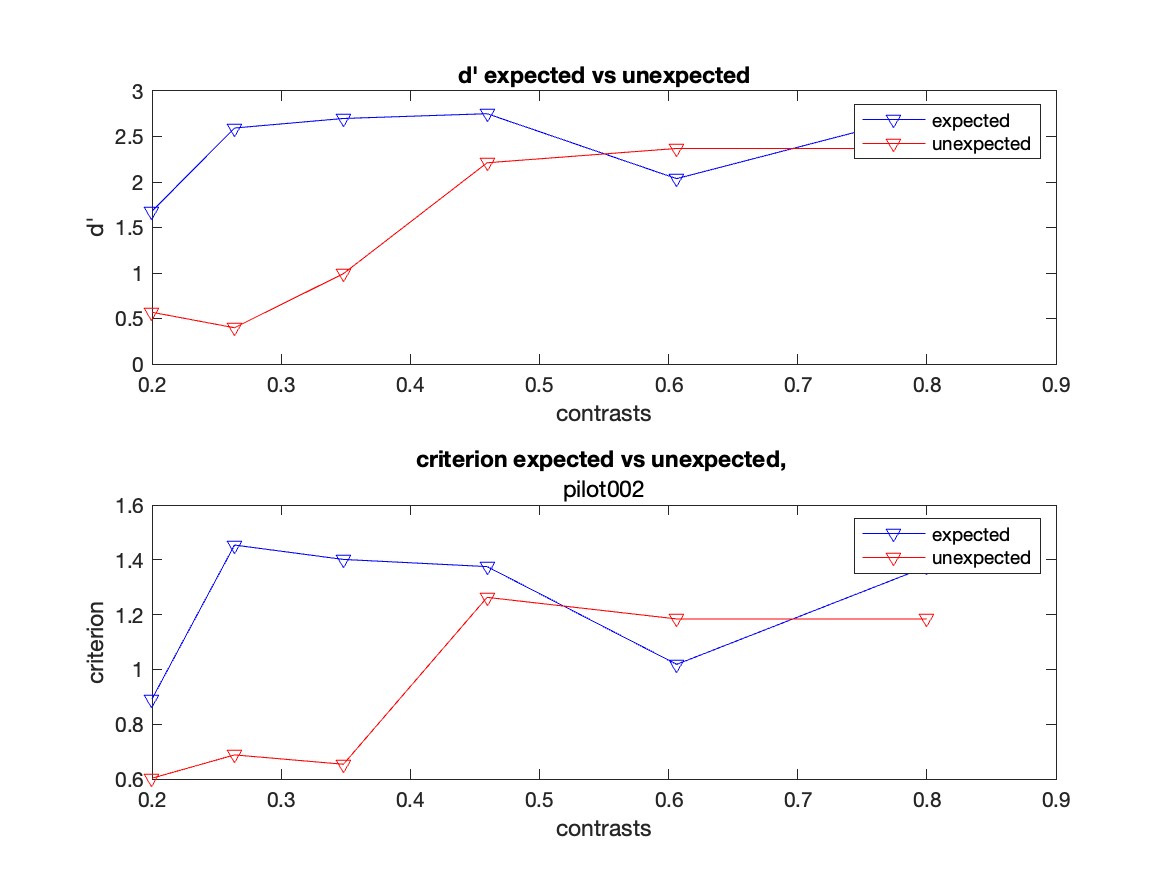 d' expected vs unexpected
3
2.5
2
1.5
1
0.5
0
d'
expected
unexpected
0.2 0.3 0.4 0.5 0.6 0.7 0.8 0.9
contrasts
criterion expected vs unexpected,
pilot002
1.6
1.4
1.2
1
0.8
0.6
criterion
expected
unexpected
0.2 0.3 0.4 0.5 0.6 0.7 0.8 0.9
contrasts